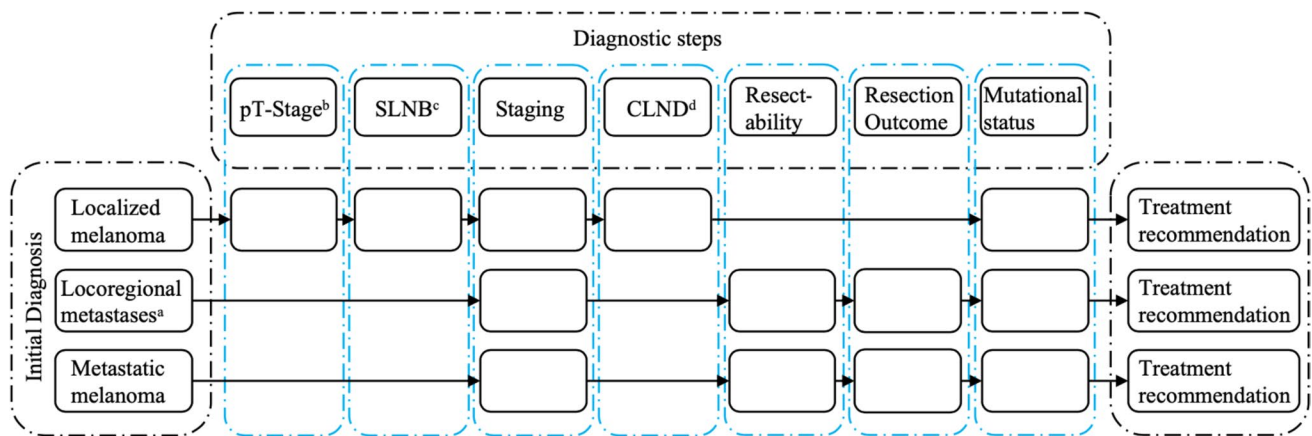 Diagnostic steps
pT-Stageᵇ
SLNBᶜ
Staging
CLNDᵈ
Resect-
ability
Resection
Outcome
Mutational
status
Initial Diagnosis
Localized
melanoma
Treatment
recommendation
Locoregional
metastasesᵃ
Treatment
recommendation
Metastatic
melanoma
Treatment
recommendation